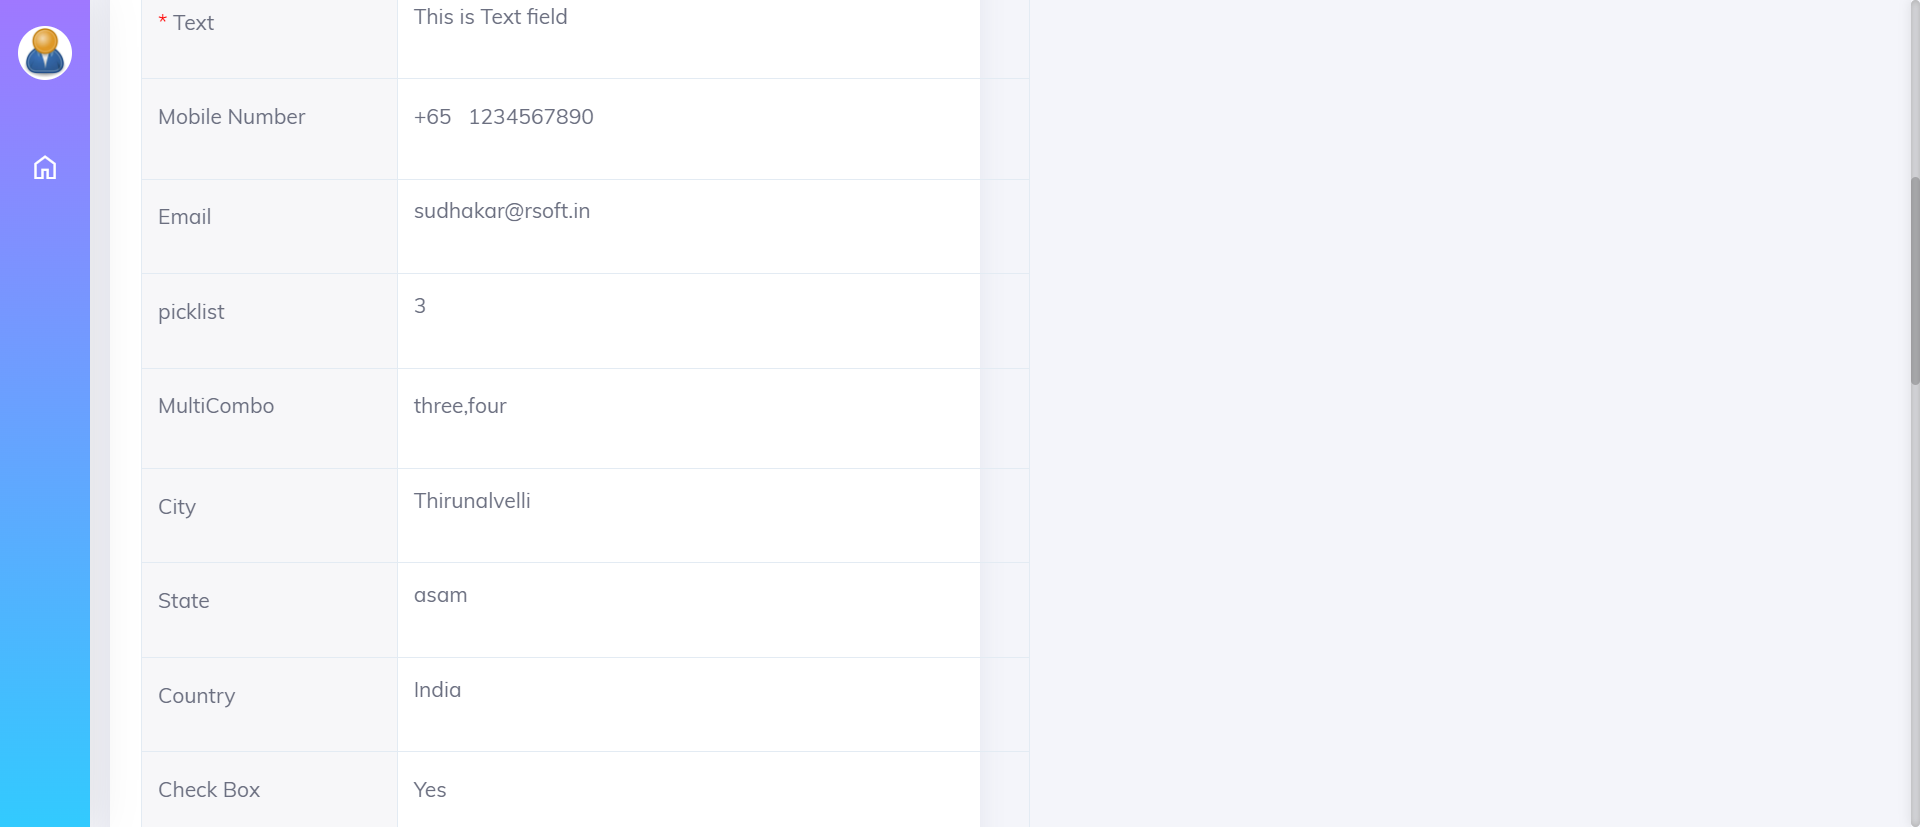 * Text This is Text field
Mobile Number +65 1234567890
Email sudhakar@rsoft.in
picklist 3
MultiCombo three,four
City Thirunalvelli
State asam
Country India
Check Box Yes